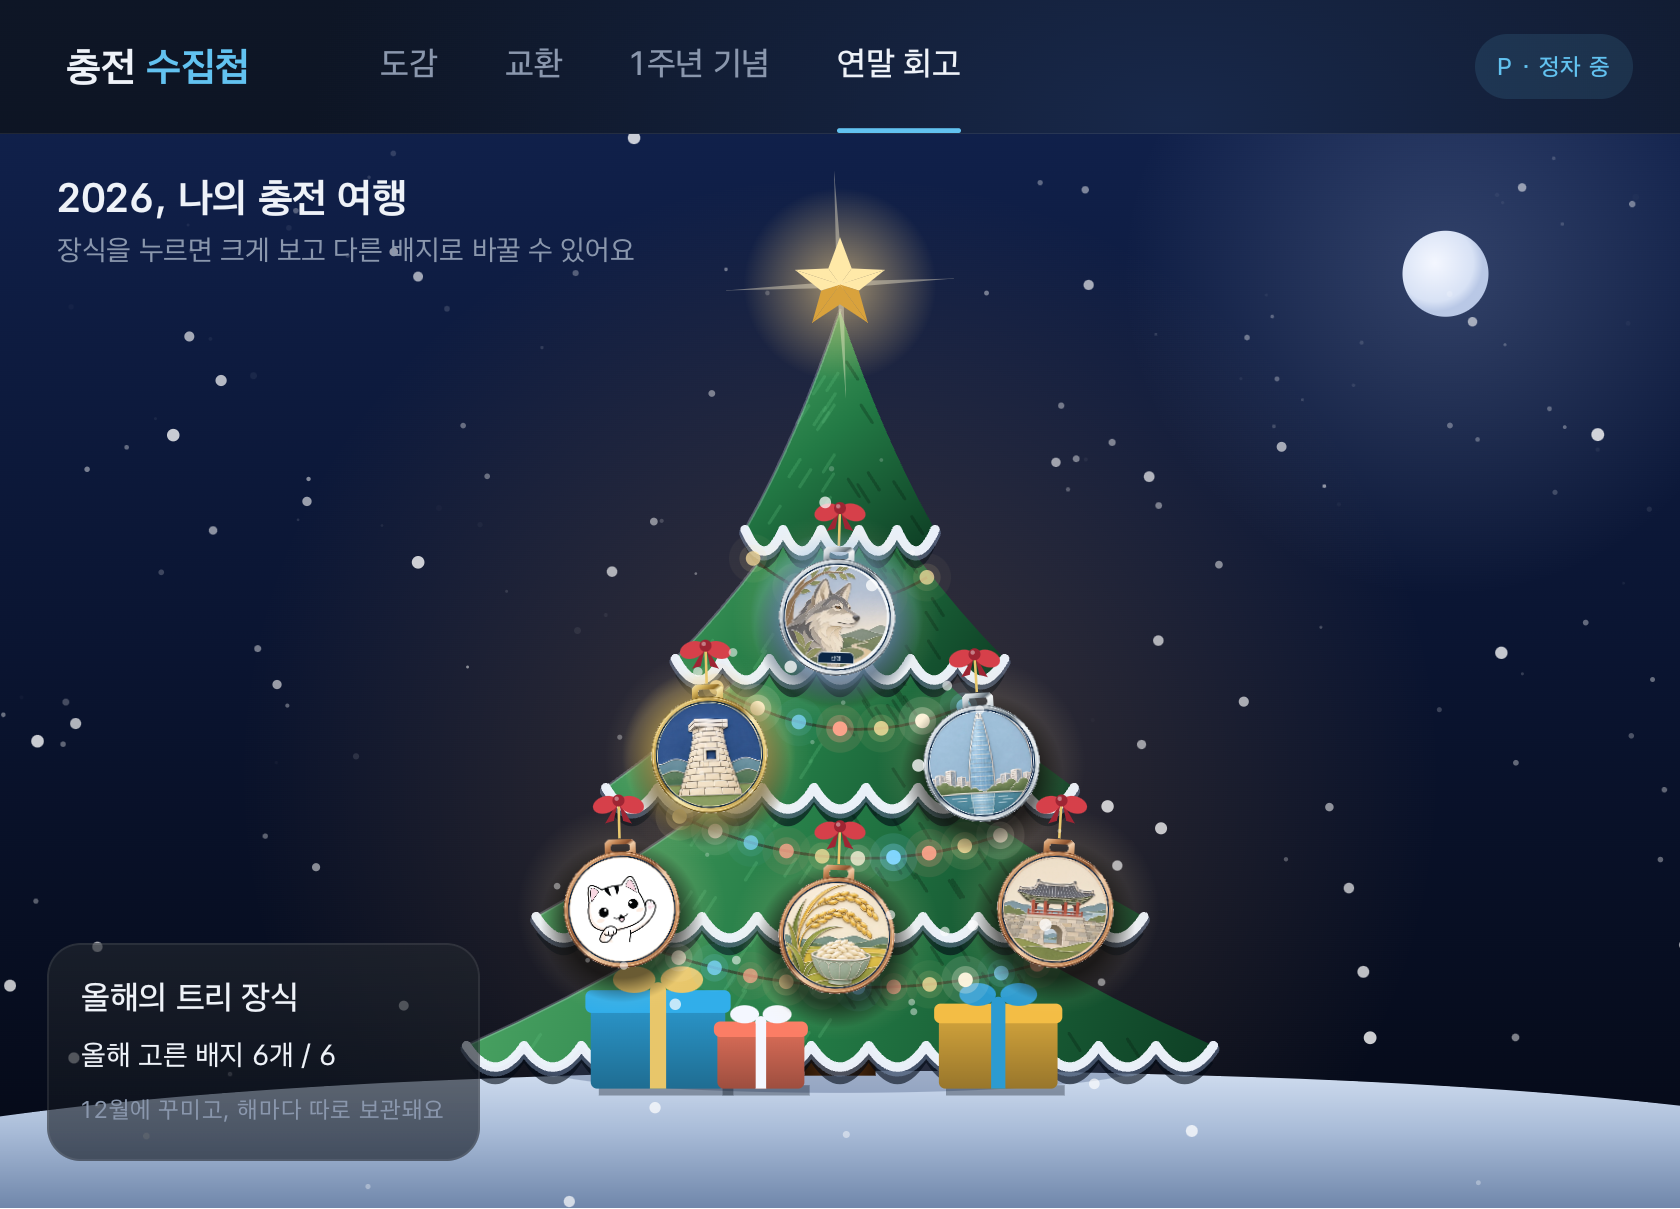 충전 수집첩
도감
교환
1주년 기념
연말 회고
P · 정차 중
2026, 나의 충전 여행
장식을 누르면 크게 보고 다른 배지로 바꿀 수 있어요
올해의 트리 장식
올해 고른 배지 6개 / 6
12월에 꾸미고, 해마다 따로 보관돼요